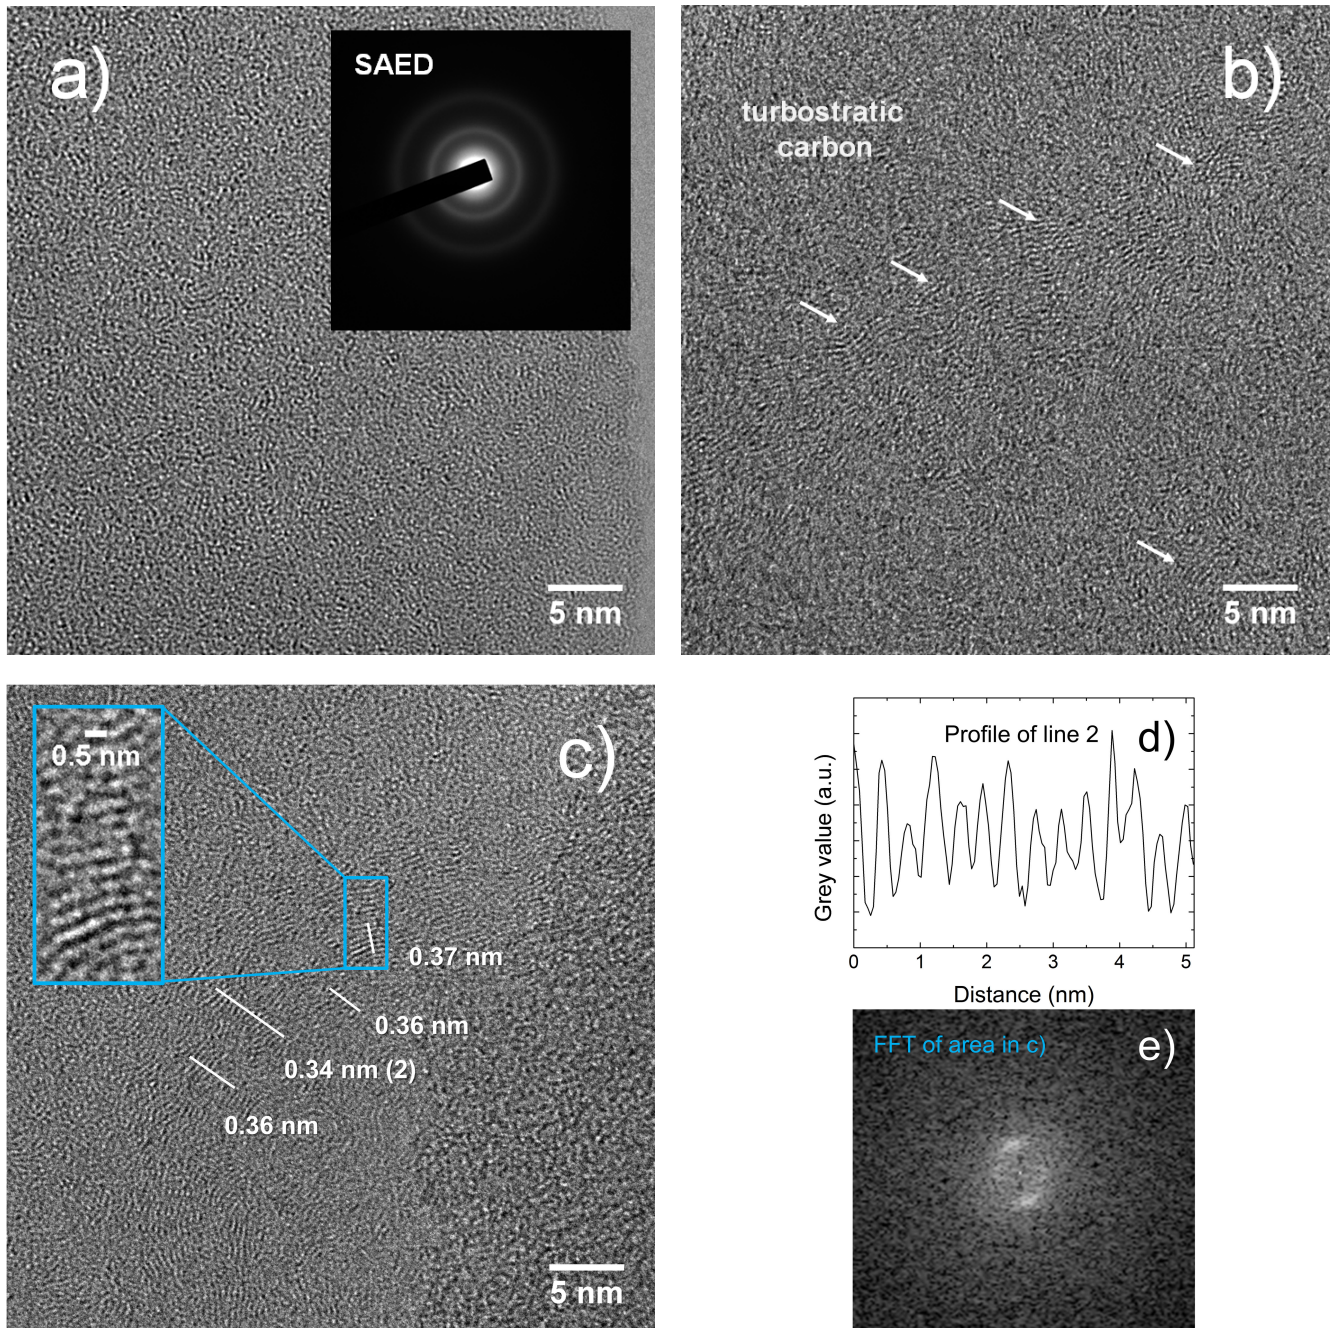 a)
SAED
5 nm
b)
turbostratic
carbon
5 nm
c)
0.5 nm
0.37 nm
0.36 nm
0.34 nm (2)
0.36 nm
5 nm
d)
Profile of line 2
Grey value (a.u.)
0 1 2 3 4 5
Distance (nm)
e)
FFT of area in c)